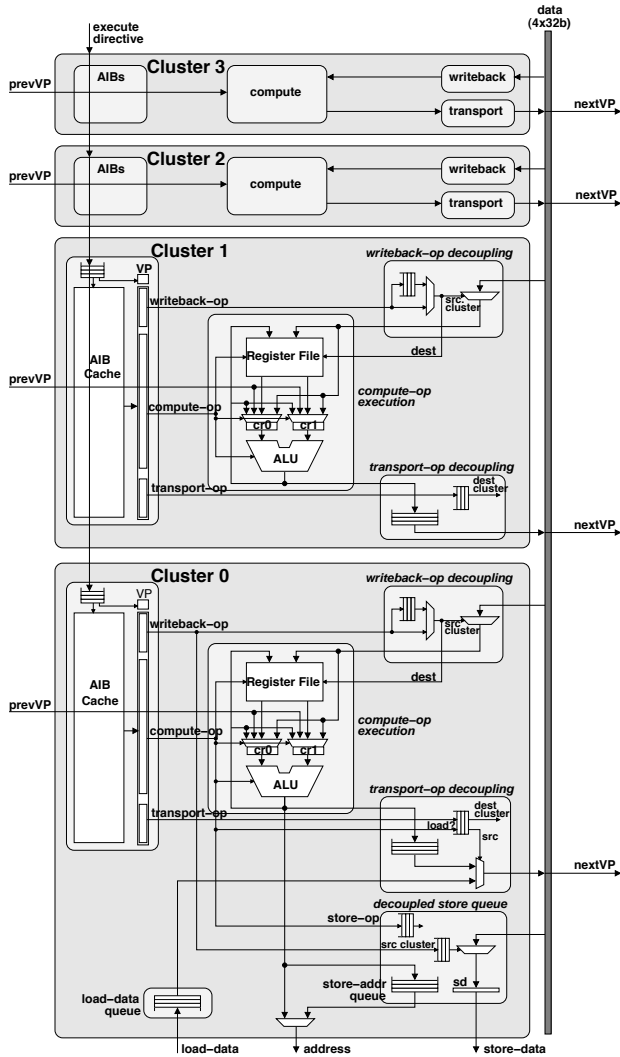 execute
directive
data
(4x32b)
Cluster 3
AIBs
prevVP
compute
writeback
transport
nextVP
Cluster 2
AIBs
prevVP
compute
writeback
transport
nextVP
Cluster 1
writeback-op decoupling
VP
writeback-op
src.
cluster
dest
AIB
Cache
Register File
prevVP
compute-op
compute-op
execution
cr0
cr1
ALU
transport-op decoupling
transport-op
dest
cluster
nextVP
Cluster 0
writeback-op decoupling
VP
writeback-op
src
cluster
dest
AIB
Cache
Register File
prevVP
compute-op
compute-op
execution
cr0
cr1
ALU
transport-op decoupling
transport-op
dest
cluster
load?
src
nextVP
decoupled store queue
store-op
src cluster
store-addr
queue
sd
load-data
queue
load-data
address
store-data